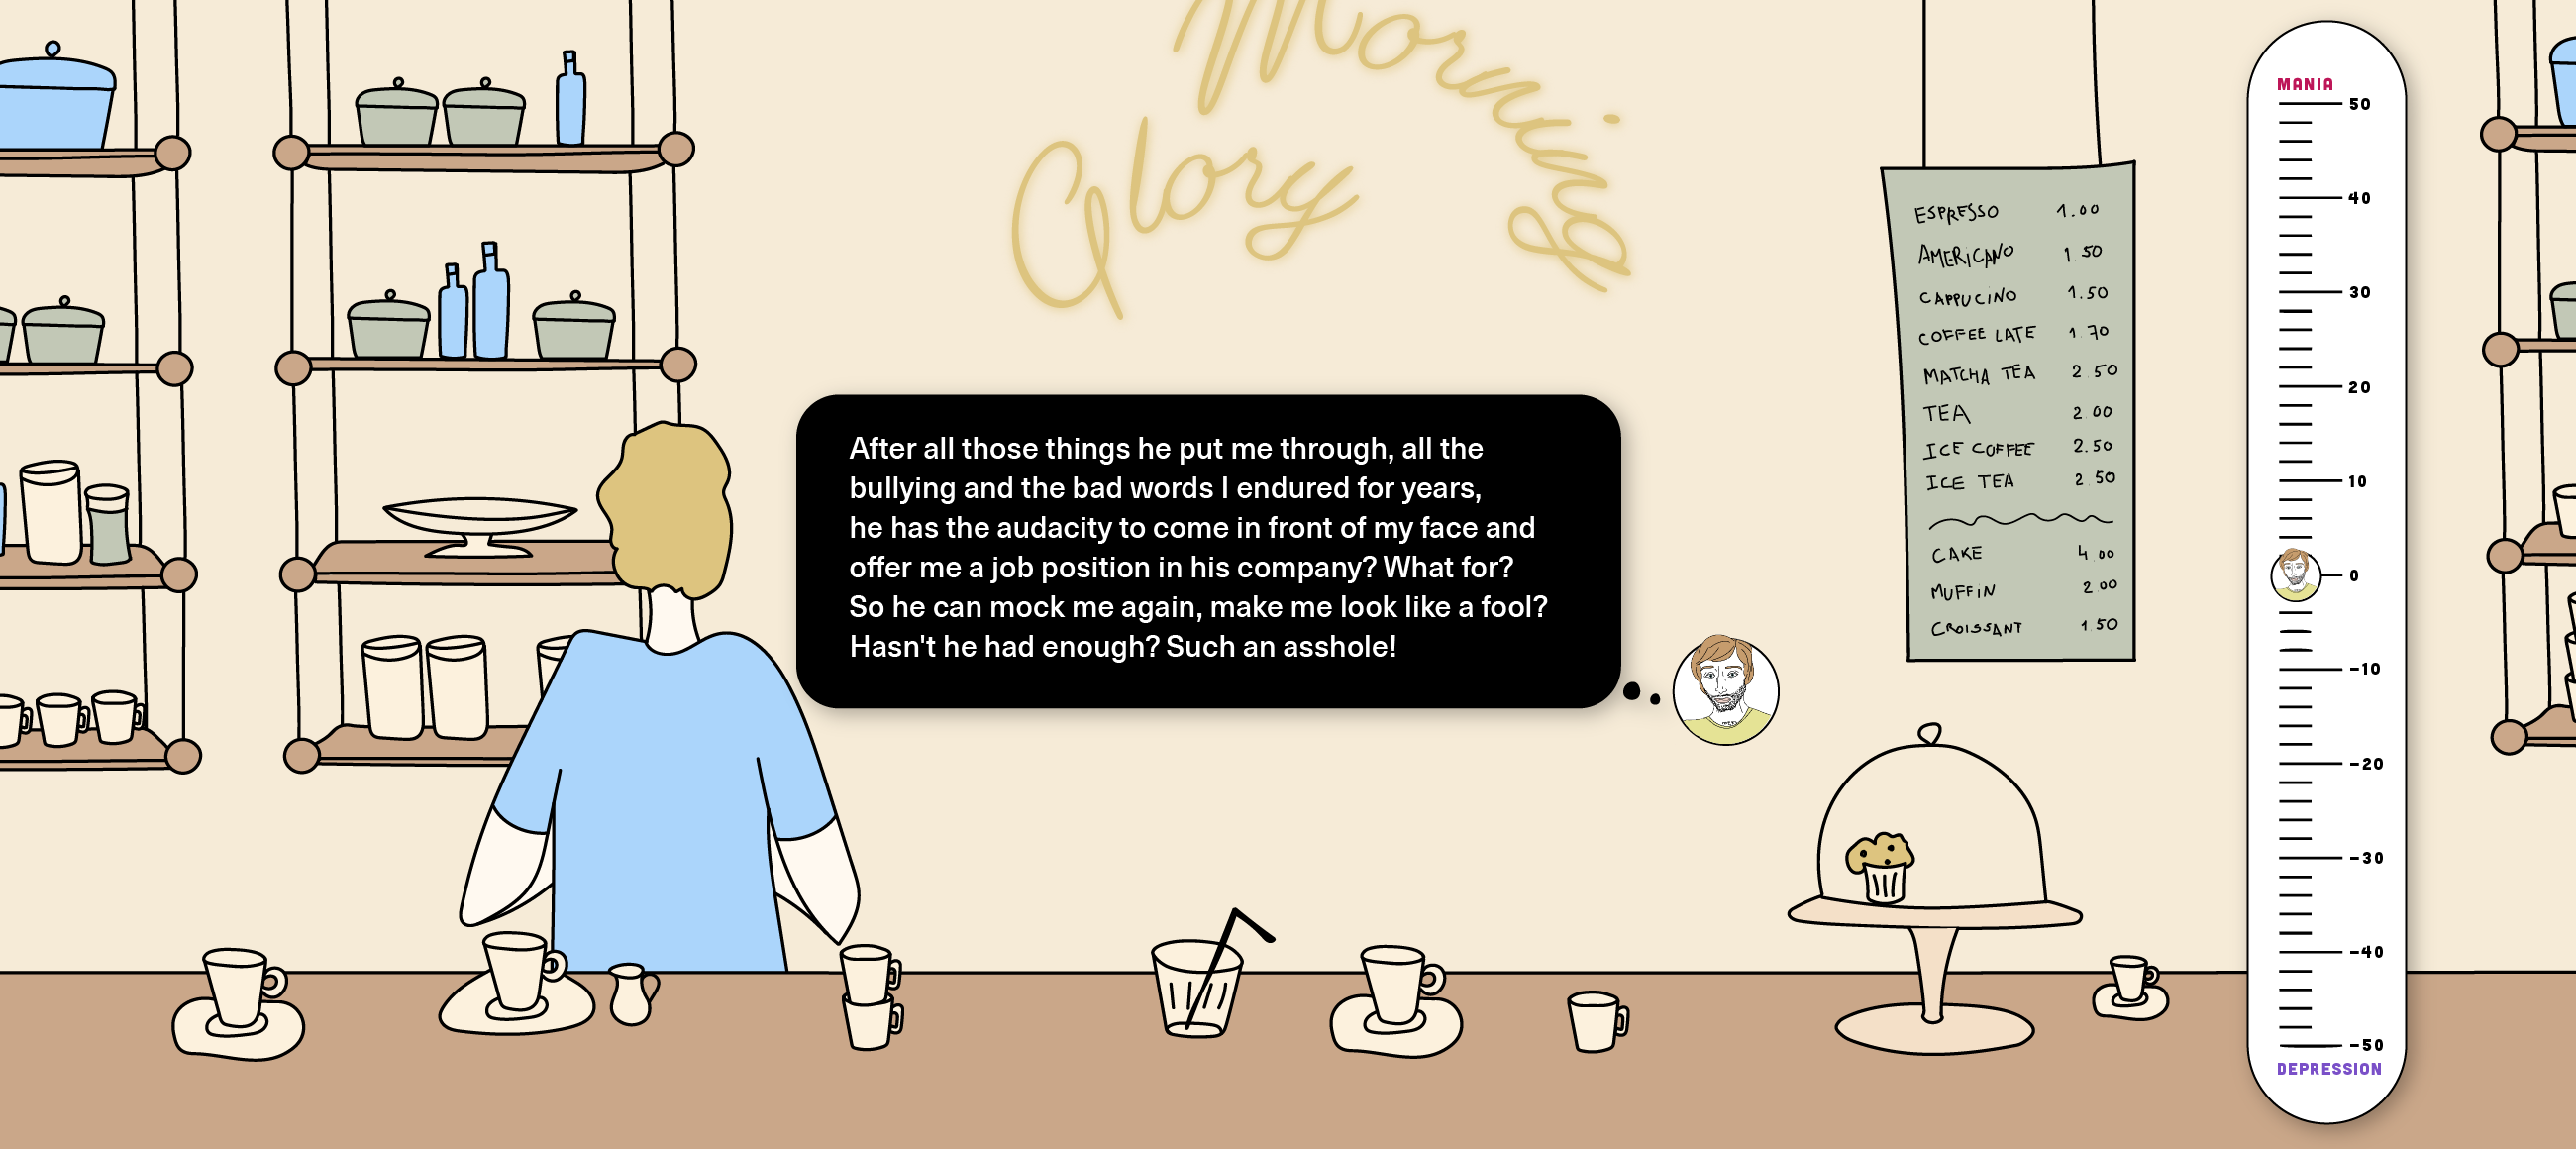 Morning
Glory
After all those things he put me through, all the
bullying and the bad words I endured for years,
he has the audacity to come in front of my face and
offer me a job position in his company? What for?
So he can mock me again, make me look like a fool?
Hasn't he had enough? Such an asshole!
ESPRESSO 1.00
AMERICANO 1.50
CAPPUCINO 1.50
COFFEE LATE 1.70
MATCHA TEA 2 50
TEA 2 00
ICE COFFEE 2.50
ICE TEA 2 50
CAKE 4 00
MUFFIN 2 00
CROISSANT 1 50
MANIA
50
40
30
20
10
0
-10
-20
-30
-40
-50
DEPRESSION